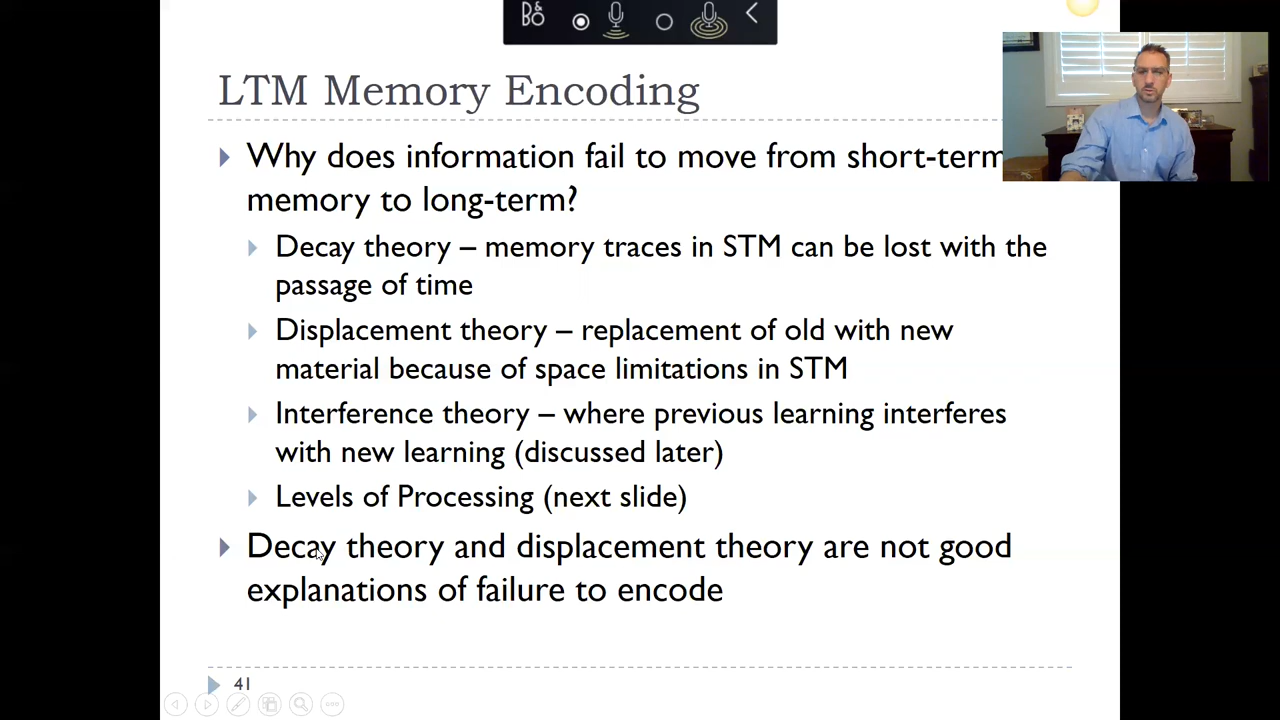 B&O
LTM Memory Encoding
Why does information fail to move from short-term
memory to long-term?
Decay theory – memory traces in STM can be lost with the
passage of time
Displacement theory – replacement of old with new
material because of space limitations in STM
Interference theory – where previous learning interferes
with new learning (discussed later)
Levels of Processing (next slide)
Decay theory and displacement theory are not good
explanations of failure to encode
41